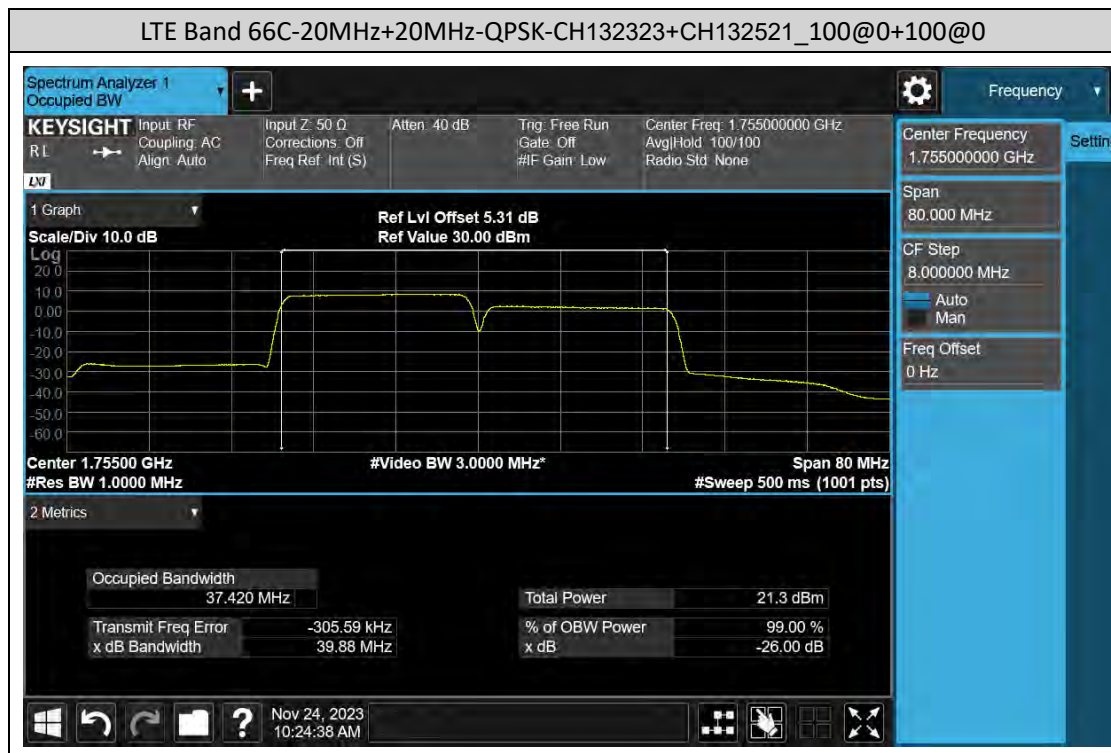 LTE Band 66C-20MHz+20MHz-QPSK-CH132323+CH132521_100@0+100@0
Spectrum Analyzer 1
Occupied BW
Frequency
KEYSIGHT
RL
LXI
Input: RF
Coupling: AC
Align: Auto
Input Z: 50 Ω
Corrections: Off
Freq Ref: Int (S)
Atten: 40 dB
Trig: Free Run
Gate: Off
#IF Gain: Low
Center Freq: 1.755000000 GHz
Avg|Hold: 100/100
Radio Std: None
Center Frequency
1.755000000 GHz
Settin
Span
80.000 MHz
CF Step
8.000000 MHz
Auto
Man
Freq Offset
0 Hz
1 Graph
Scale/Div 10.0 dB
Ref Lvl Offset 5.31 dB
Ref Value 30.00 dBm
Log
20.0
10.0
0.00
-10.0
-20.0
-30.0
-40.0
-50.0
-60.0
Center 1.75500 GHz
#Video BW 3.0000 MHz*
Span 80 MHz
#Res BW 1.0000 MHz
#Sweep 500 ms (1001 pts)
2 Metrics
Occupied Bandwidth
37.420 MHz
Total Power 21.3 dBm
Transmit Freq Error -305.59 kHz
% of OBW Power 99.00 %
x dB Bandwidth 39.88 MHz
x dB -26.00 dB
?
Nov 24, 2023
10:24:38 AM